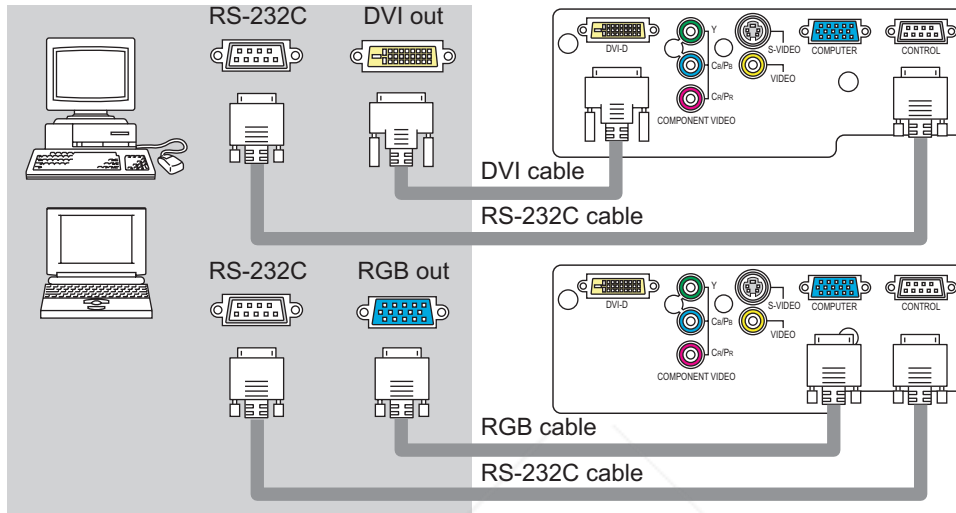 RS-232C
DVI out
DVI-D
Y
CB/PB
CR/PR
COMPONENT VIDEO
S-VIDEO
VIDEO
COMPUTER
CONTROL
DVI cable
RS-232C cable
RS-232C
RGB out
DVI-D
Y
CB/PB
CR/PR
COMPONENT VIDEO
S-VIDEO
VIDEO
COMPUTER
CONTROL
RGB cable
RS-232C cable